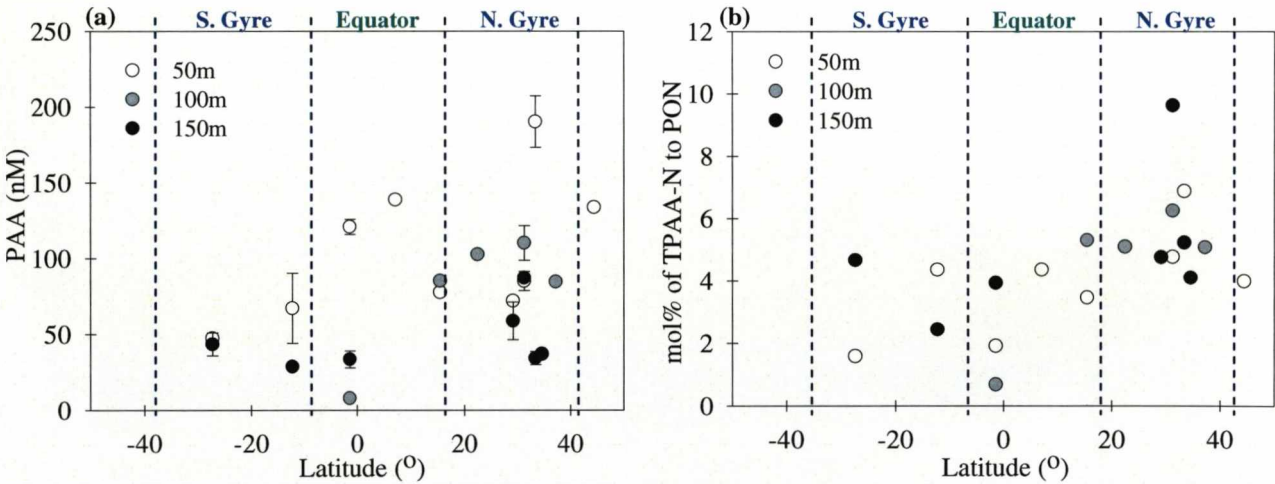 (a) S. Gyre Equator N. Gyre
250
200
150
100
50
0
PAA (nM)
50m
100m
150m
-40 -20 0 20 40
Latitude (O)
(b) S. Gyre Equator N. Gyre
12
10
8
6
4
2
0
mol% of TPAA-N to PON
50m
100m
150m
-40 -20 0 20 40
Latitude (O)